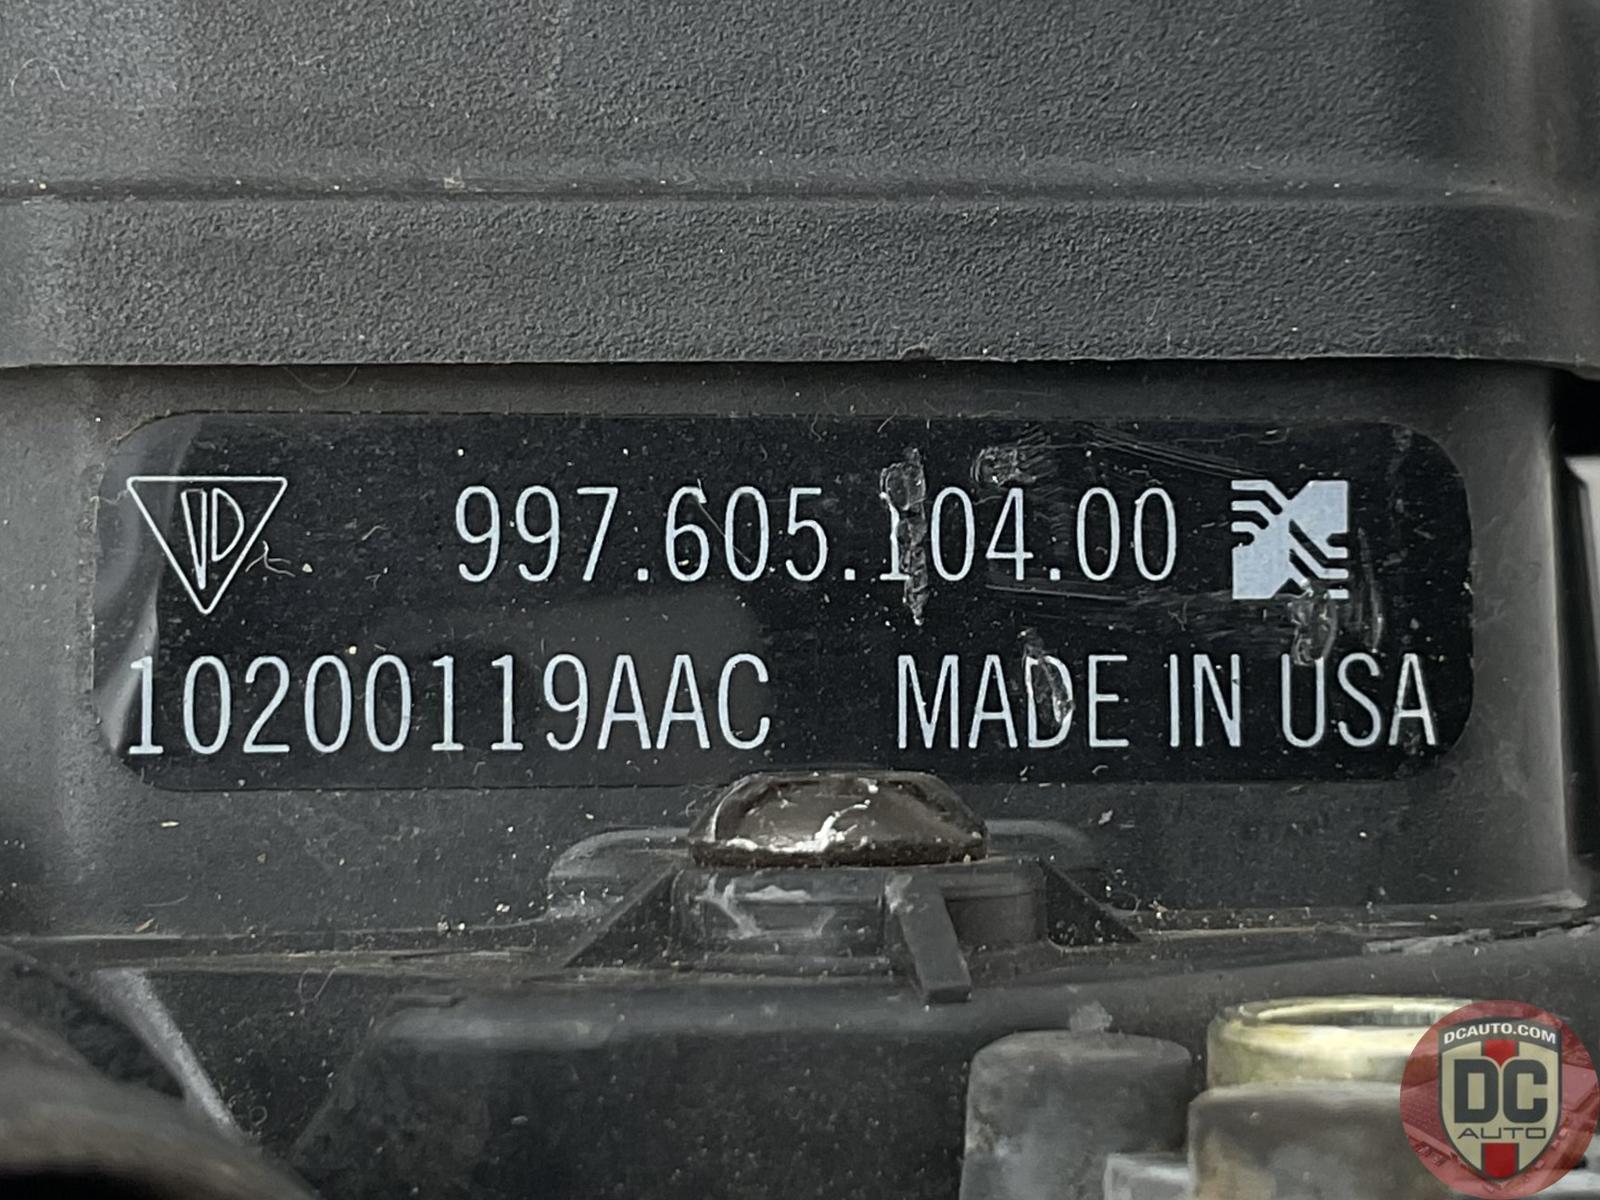 997.605.104.00
10200119AAC MADE IN USA
DCAUTO.COM
DC
AUTO